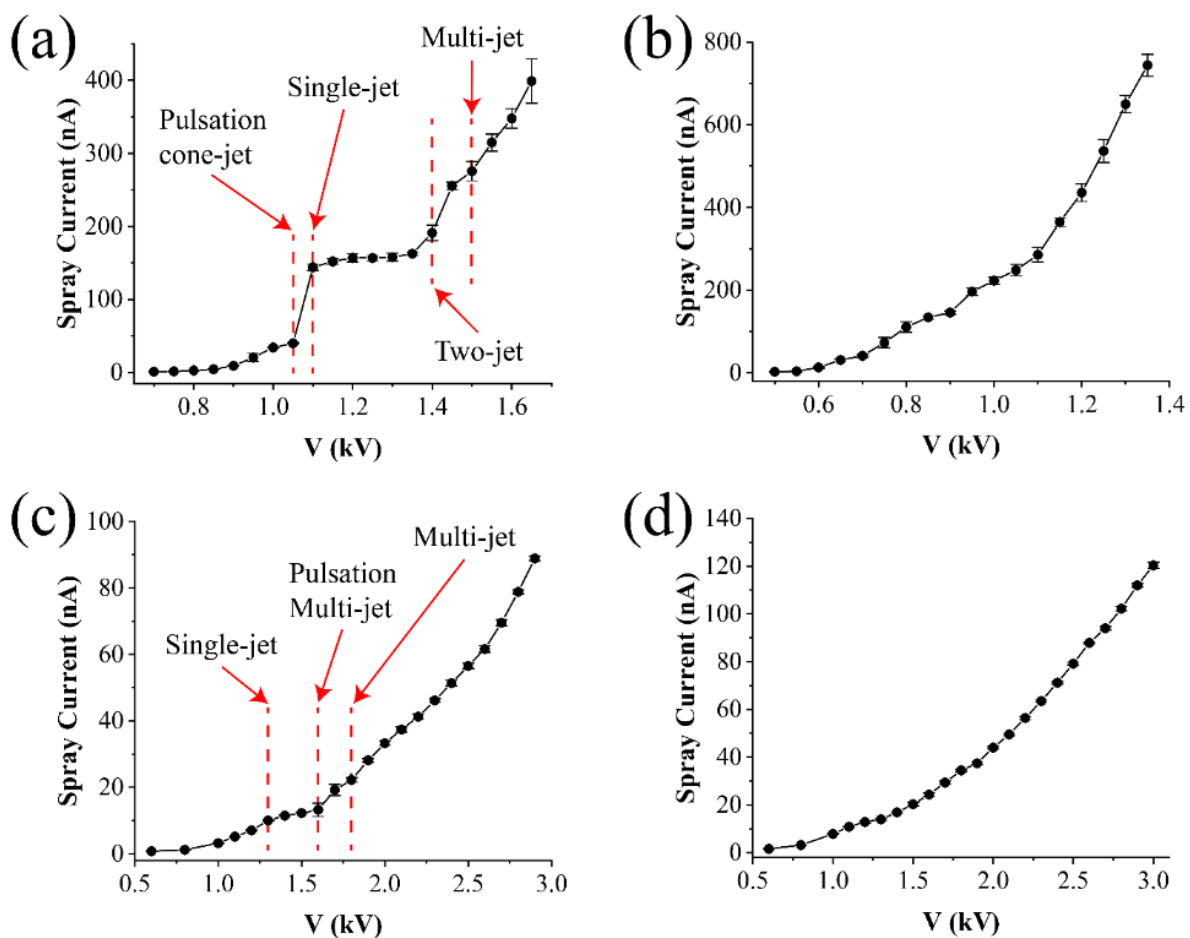 (a)
Multi-jet
Single-jet
Pulsation
cone-jet
Two-jet
Spray Current (nA)
400
300
200
100
0
0.8 1.0 1.2 1.4 1.6
V (kV)
(b)
Spray Current (nA)
800
600
400
200
0
0.6 0.8 1.0 1.2 1.4
V (kV)
(c)
Multi-jet
Pulsation
Multi-jet
Single-jet
Spray Current (nA)
100
80
60
40
20
0
0.5 1.0 1.5 2.0 2.5 3.0
V (kV)
(d)
Spray Current (nA)
140
120
100
80
60
40
20
0
0.5 1.0 1.5 2.0 2.5 3.0
V (kV)